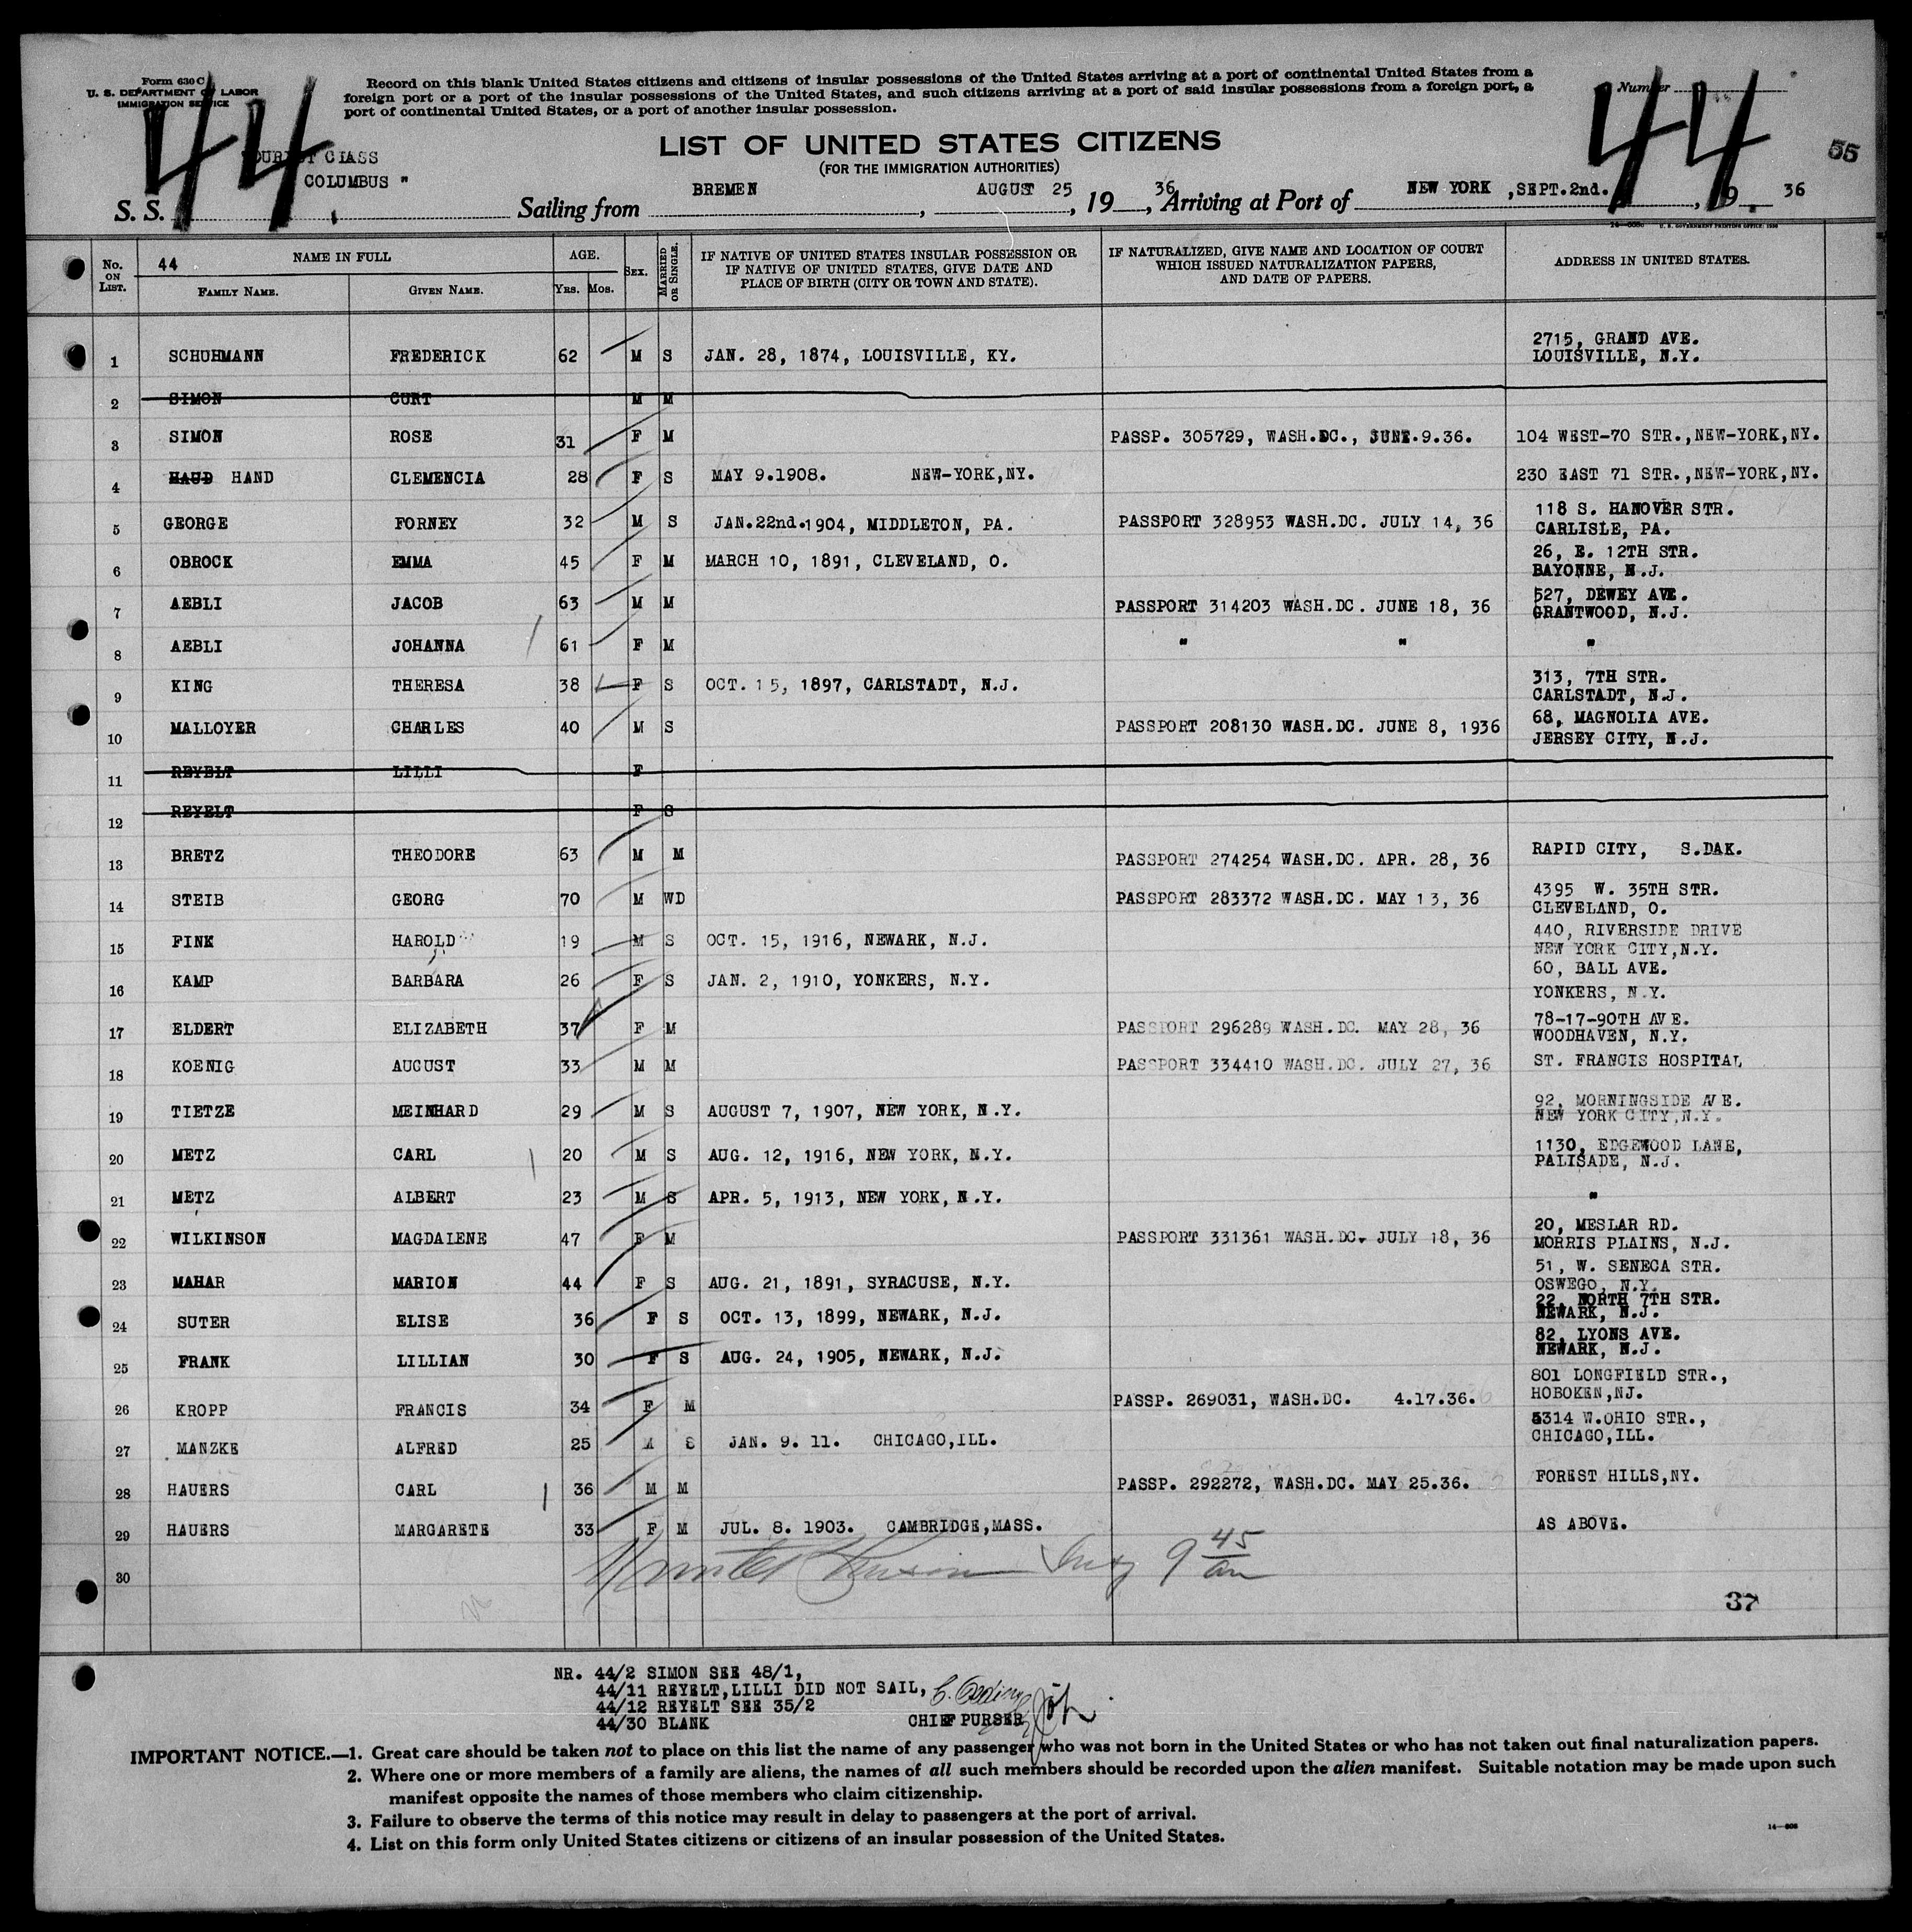 Form 630 C
U. S. DEPARTMENT OF LABOR
IMMIGRATION SERVICE
Record on this blank United States citizens and citizens of insular possessions of the United States arriving at a port of continental United States from a
foreign port or a port of the insular possessions of the United States, and such citizens arriving at a port of said insular possessions from a foreign port, a
port of continental United States, or a port of another insular possession.
Number
44
44
55
LIST OF UNITED STATES CITIZENS
(FOR THE IMMIGRATION AUTHORITIES)
TOURIST CLASS
S. S. COLUMBUS " Sailing from BREMEN, AUGUST 25, 1936, Arriving at Port of NEW YORK, SEPT.2nd., 1936
No. ON LIST. 44 NAME IN FULL AGE. SEX. MARRIED OR SINGLE. IF NATIVE OF UNITED STATES INSULAR POSSESSION OR IF NATIVE OF UNITED STATES, GIVE DATE AND PLACE OF BIRTH (CITY OR TOWN AND STATE). IF NATURALIZED, GIVE NAME AND LOCATION OF COURT WHICH ISSUED NATURALIZATION PAPERS, AND DATE OF PAPERS. ADDRESS IN UNITED STATES.
FAMILY NAME. GIVEN NAME. YRS. MOS.
1 SCHUHMANN FREDERICK 62 M S JAN. 28, 1874, LOUISVILLE, KY. 2715, GRAND AVE. LOUISVILLE, N.Y.
2 SIMON CURT M M
3 SIMON ROSE 31 F M PASSP. 305729, WASH.DC., JUNE.9.36. 104 WEST-70 STR.,NEW-YORK,NY.
4 HAUD HAND CLEMENCIA 28 F S MAY 9.1908. NEW-YORK,NY. 230 EAST 71 STR.,NEW-YORK,NY.
5 GEORGE FORNEY 32 M S JAN.22nd.1904, MIDDLETON, PA. PASSPORT 328953 WASH.DC. JULY 14, 36 118 S. HANOVER STR. CARLISLE, PA.
6 OBROCK EMMA 45 F M MARCH 10, 1891, CLEVELAND, O. 26, E. 12TH STR. BAYONNE, N.J.
7 AEBLI JACOB 63 M M PASSPORT 314203 WASH.DC. JUNE 18, 36 527, DEWEY AVE. GRANTWOOD, N.J.
8 AEBLI JOHANNA 61 F M " " "
9 KING THERESA 38 F S OCT. 15, 1897, CARLSTADT, N.J. 313, 7TH STR. CARLSTADT, N.J.
10 MALLOYER CHARLES 40 M S PASSPORT 208130 WASH.DC. JUNE 8, 1936 68, MAGNOLIA AVE. JERSEY CITY, N.J.
11 REYELT LILLI F
12 REYELT F S
13 BRETZ THEODORE 63 M M PASSPORT 274254 WASH.DC. APR. 28, 36 RAPID CITY, S.DAK.
14 STEIB GEORG 70 M WD PASSPORT 283372 WASH.DC. MAY 13, 36 4395 W. 35TH STR. CLEVELAND, O.
15 FINK HAROLD 19 M S OCT. 15, 1916, NEWARK, N.J. 440, RIVERSIDE DRIVE NEW YORK CITY,N.Y.
16 KAMP BARBARA 26 F S JAN. 2, 1910, YONKERS, N.Y. 60, BALL AVE. YONKERS, N.Y.
17 ELDERT ELIZABETH 37 F M PASSPORT 296289 WASH.DC. MAY 28, 36 78-17-90TH AVE. WOODHAVEN, N.Y.
18 KOENIG AUGUST 33 M M PASSPORT 334410 WASH.DC. JULY 27, 36 ST. FRANCIS HOSPITAL
19 TIETZE MEINHARD 29 M S AUGUST 7, 1907, NEW YORK, N.Y. 92, MORNINGSIDE AVE. NEW YORK CITY,N.Y.
20 METZ CARL 20 M S AUG. 12, 1916, NEW YORK, N.Y. 1130, EDGEWOOD LANE, PALISADE, N.J.
21 METZ ALBERT 23 M S APR. 5, 1913, NEW YORK, N.Y. "
22 WILKINSON MAGDALENE 47 F M PASSPORT 331361 WASH.DC. JULY 18, 36 20, MESLAR RD. MORRIS PLAINS, N.J.
23 MAHAR MARION 44 F S AUG. 21, 1891, SYRACUSE, N.Y. 51, W. SENECA STR. OSWEGO, N.Y.
24 SUTER ELISE 36 F S OCT. 13, 1899, NEWARK, N.J. 22, NORTH 7TH STR. NEWARK, N.J.
25 FRANK LILLIAN 30 F S AUG. 24, 1905, NEWARK, N.J. 82, LYONS AVE. NEWARK, N.J.
26 KROPP FRANCIS 34 F M PASSP. 269031, WASH.DC. 4.17.36. 801 LONGFIELD STR., HOBOKEN,NJ.
27 MANZKE ALFRED 25 M S JAN. 9. 11. CHICAGO,ILL. 5314 W.OHIO STR., CHICAGO,ILL.
28 HAUERS CARL 36 M M PASSP. 292272, WASH.DC. MAY 25.36. FOREST HILLS,NY.
29 HAUERS MARGARETE 33 F M JUL. 8. 1903. CAMBRIDGE,MASS. AS ABOVE.
30
9 45 am
37
NR. 44/2 SIMON SEE 48/1,
44/11 REYELT,LILLI DID NOT SAIL,
44/12 REYELT SEE 35/2
44/30 BLANK CHIEF PURSER
IMPORTANT NOTICE.—1. Great care should be taken not to place on this list the name of any passenger who was not born in the United States or who has not taken out final naturalization papers.
2. Where one or more members of a family are aliens, the names of all such members should be recorded upon the alien manifest. Suitable notation may be made upon such
manifest opposite the names of those members who claim citizenship.
3. Failure to observe the terms of this notice may result in delay to passengers at the port of arrival.
4. List on this form only United States citizens or citizens of an insular possession of the United States.